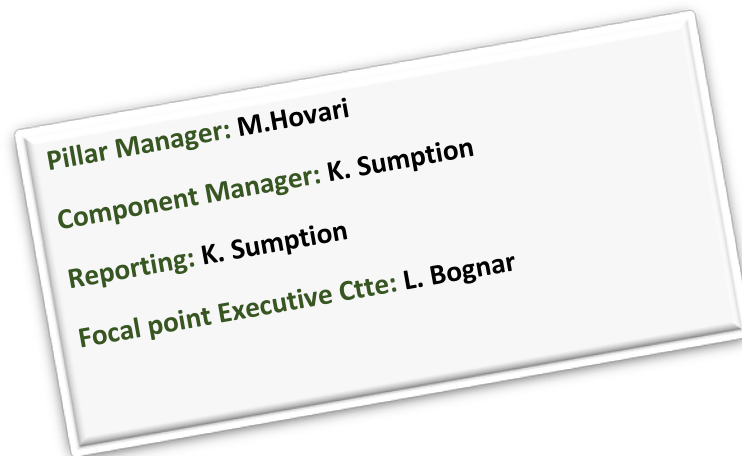 Pillar Manager: M.Hovari
Component Manager: K. Sumption
Reporting: K. Sumption
Focal point Executive Ctte: L. Bognar